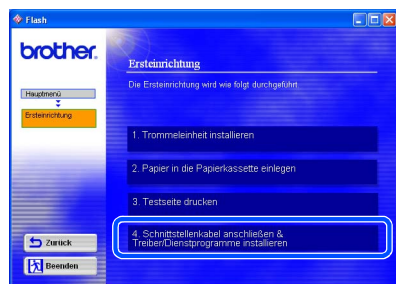 Flash
brother.
Ersteinrichtung
Die Ersteinrichtung wird wie folgt durchgeführt
Hauptmenü
Ersteinrichtung
1. Trommeleinheit installieren
2. Papier in die Papierkassette einlegen
3. Testseite drucken
4. Schnittstellenkabel anschließen &
Treiber/Dienstprogramme installieren
Zurück
Beenden